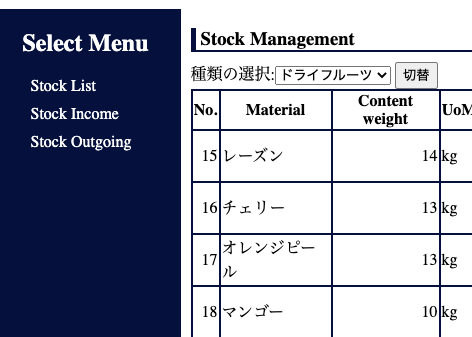 Select Menu
Stock List
Stock Income
Stock Outgoing
Stock Management
種類の選択: ドライフルーツ 切替
No. Material Content weight UoM
15 レーズン 14 kg
16 チェリー 13 kg
17 オレンジピール 13 kg
18 マンゴー 10 kg